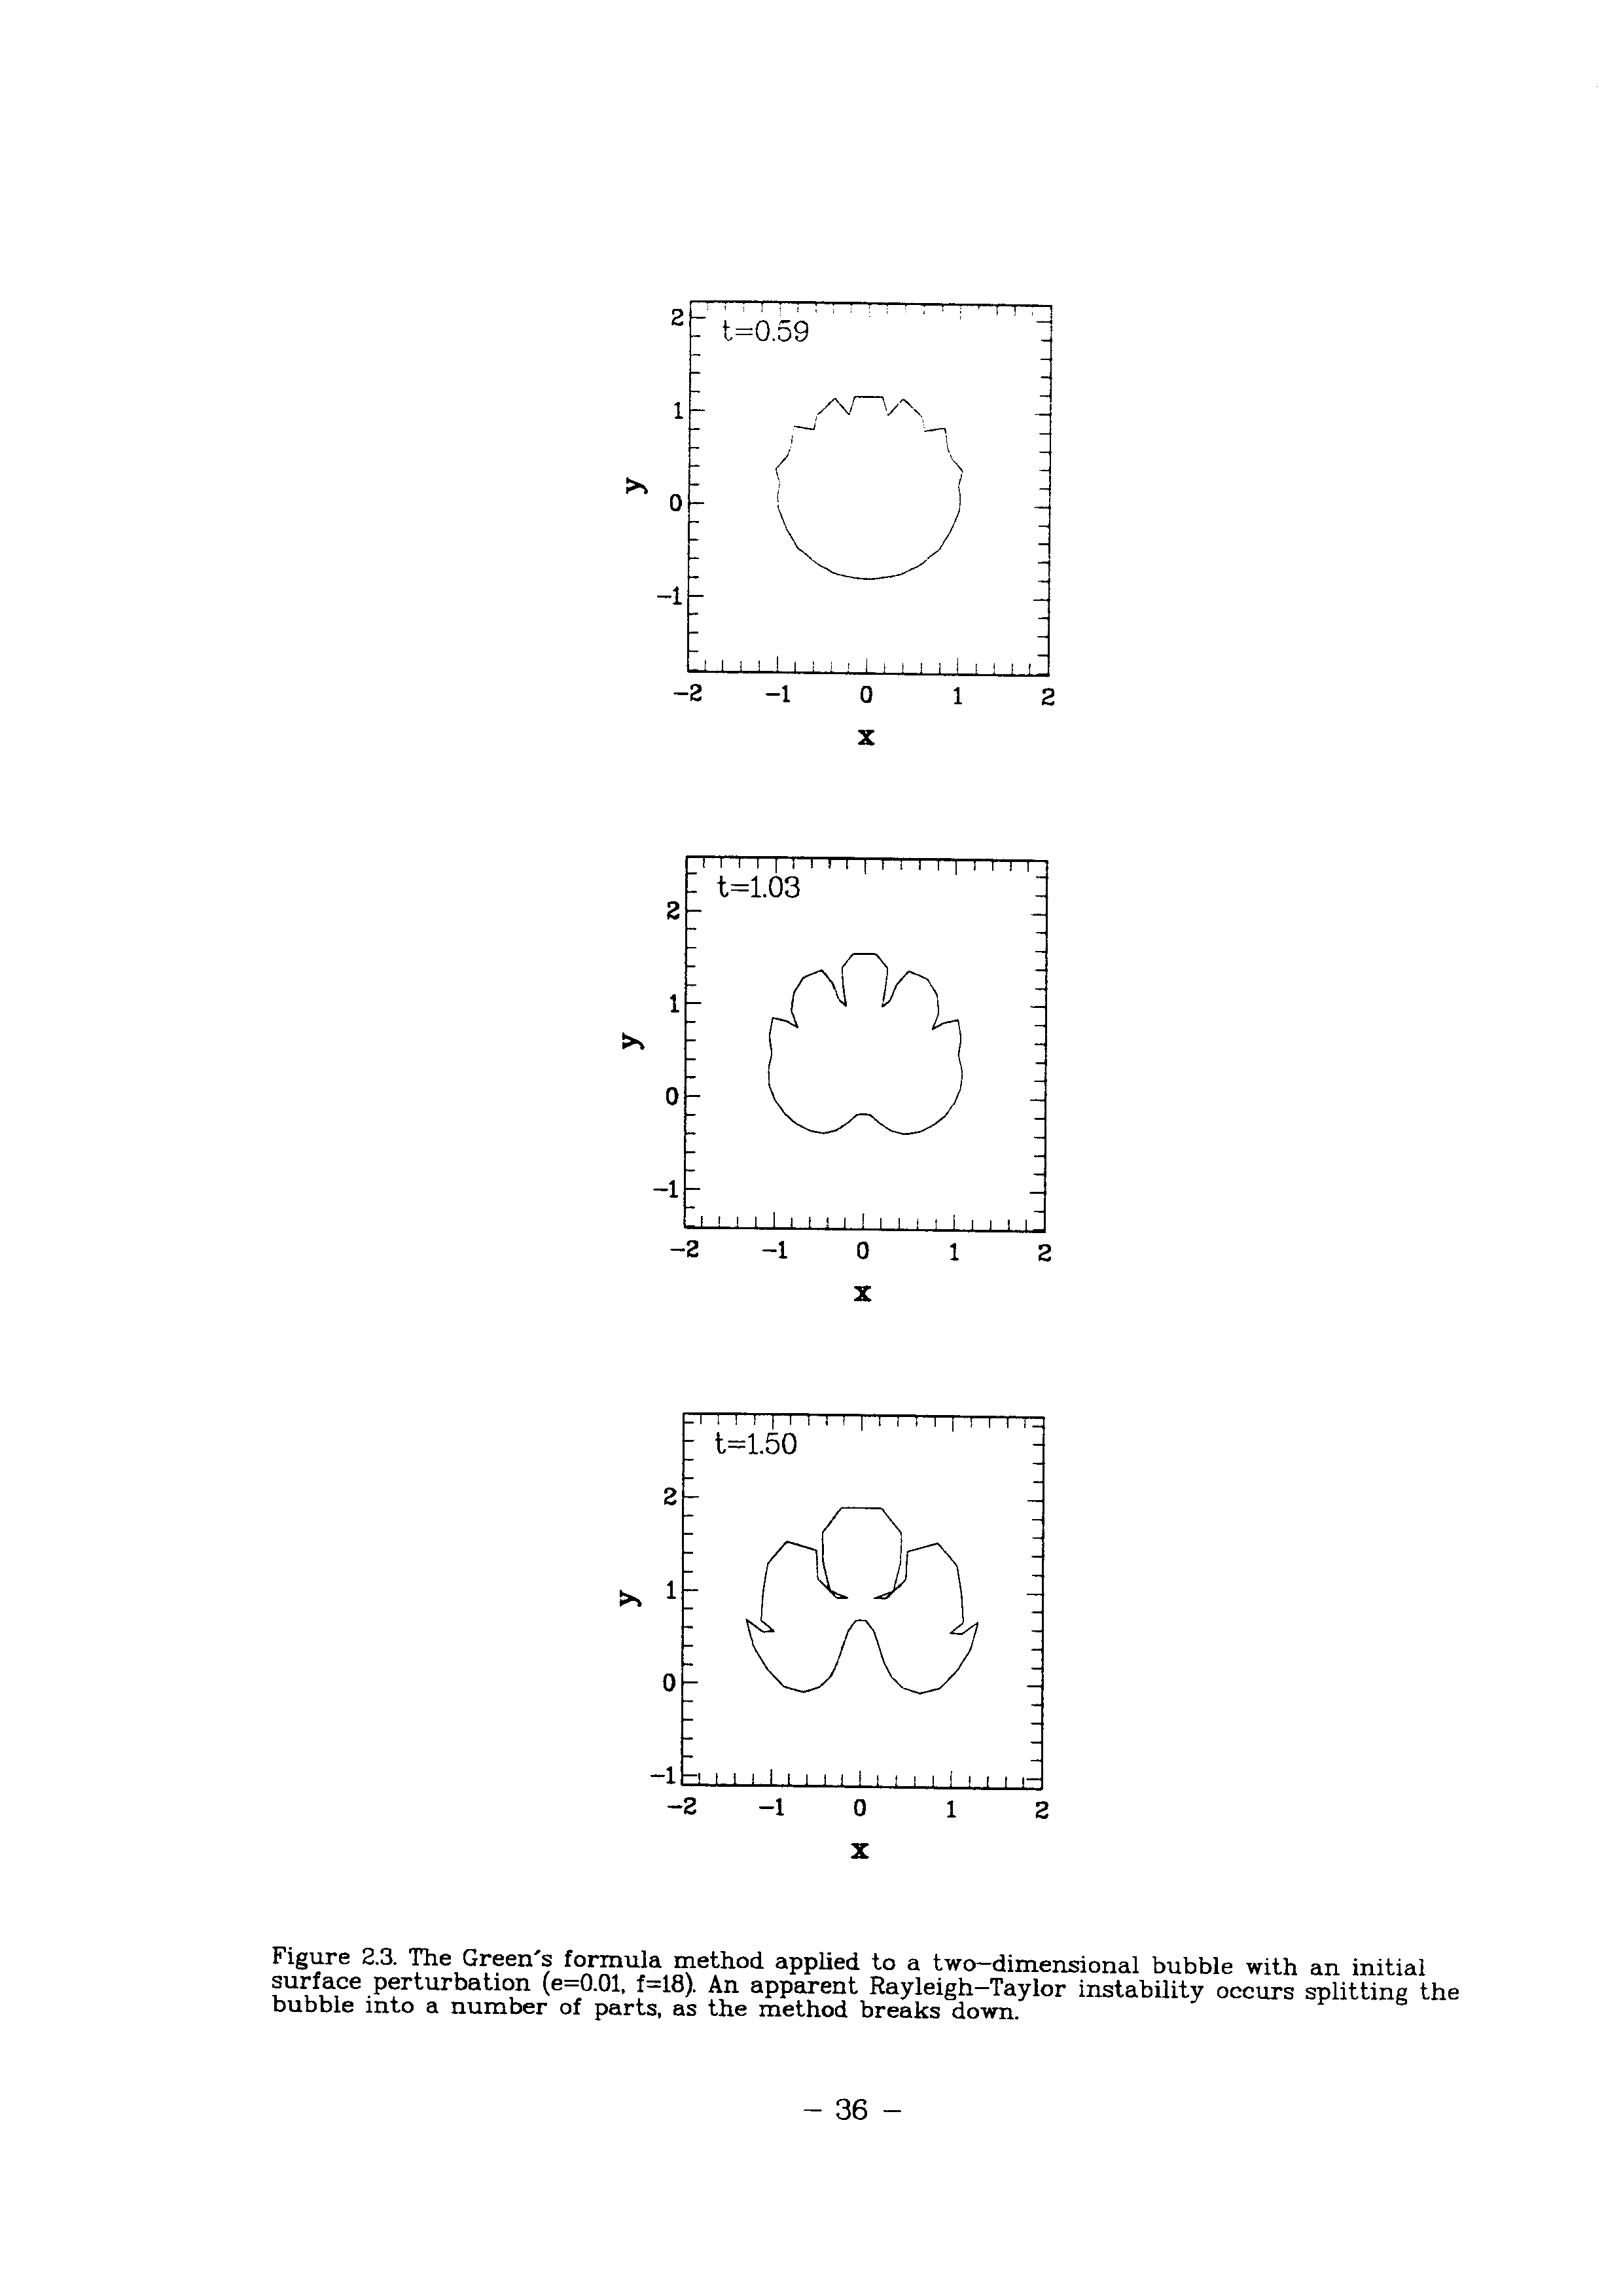 2
t=0.59
1
y
0
−1
−2 −1 0 1 2
x
t=1.03
2
1
y
0
−1
−2 −1 0 1 2
x
t=1.50
2
1
y
0
−1
−2 −1 0 1 2
x
Figure 2.3. The Green's formula method applied to a two−dimensional bubble with an initial
surface perturbation (e=0.01, f=18). An apparent Rayleigh−Taylor instability occurs splitting the
bubble into a number of parts, as the method breaks down.
− 36 −